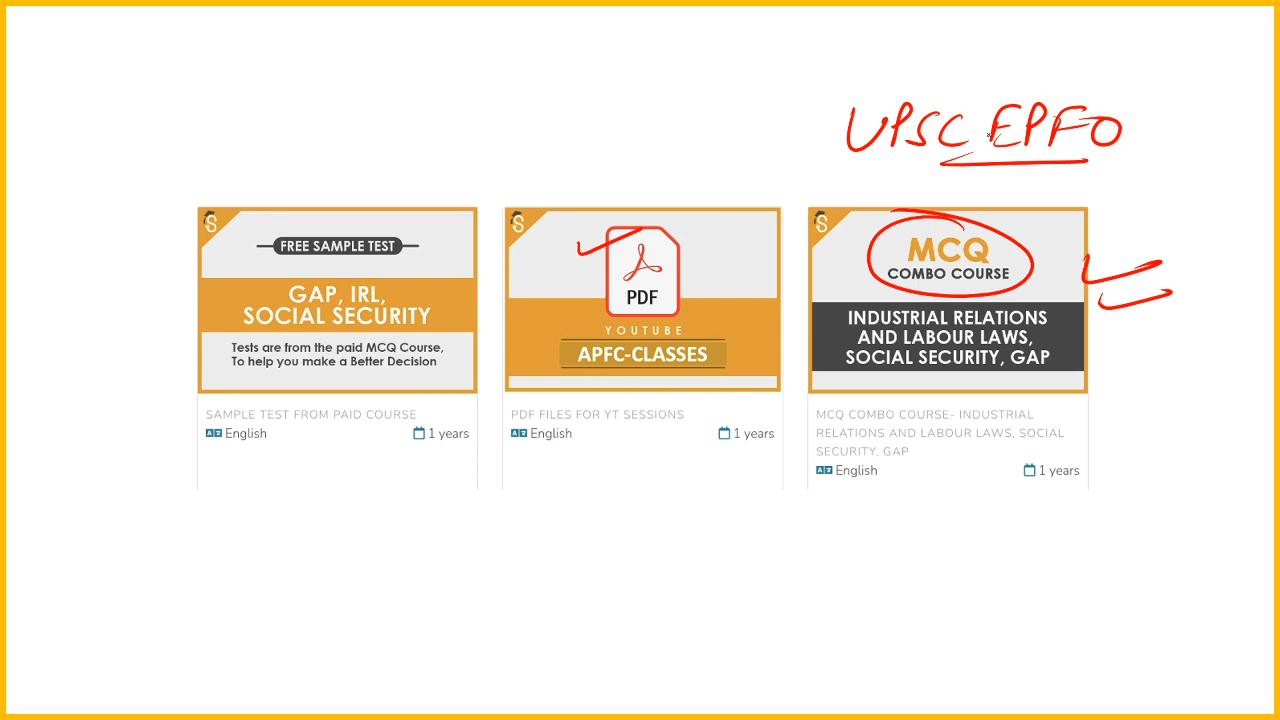 UPSC EPFO
S
FREE SAMPLE TEST
GAP, IRL,
SOCIAL SECURITY
Tests are from the paid MCQ Course,
To help you make a Better Decision
SAMPLE TEST FROM PAID COURSE
English
1 years
S
PDF
YOUTUBE
APFC-CLASSES
PDF FILES FOR YT SESSIONS
English
1 years
S
MCQ
COMBO COURSE
INDUSTRIAL RELATIONS
AND LABOUR LAWS,
SOCIAL SECURITY, GAP
MCQ COMBO COURSE- INDUSTRIAL
RELATIONS AND LABOUR LAWS, SOCIAL
SECURITY, GAP
English
1 years